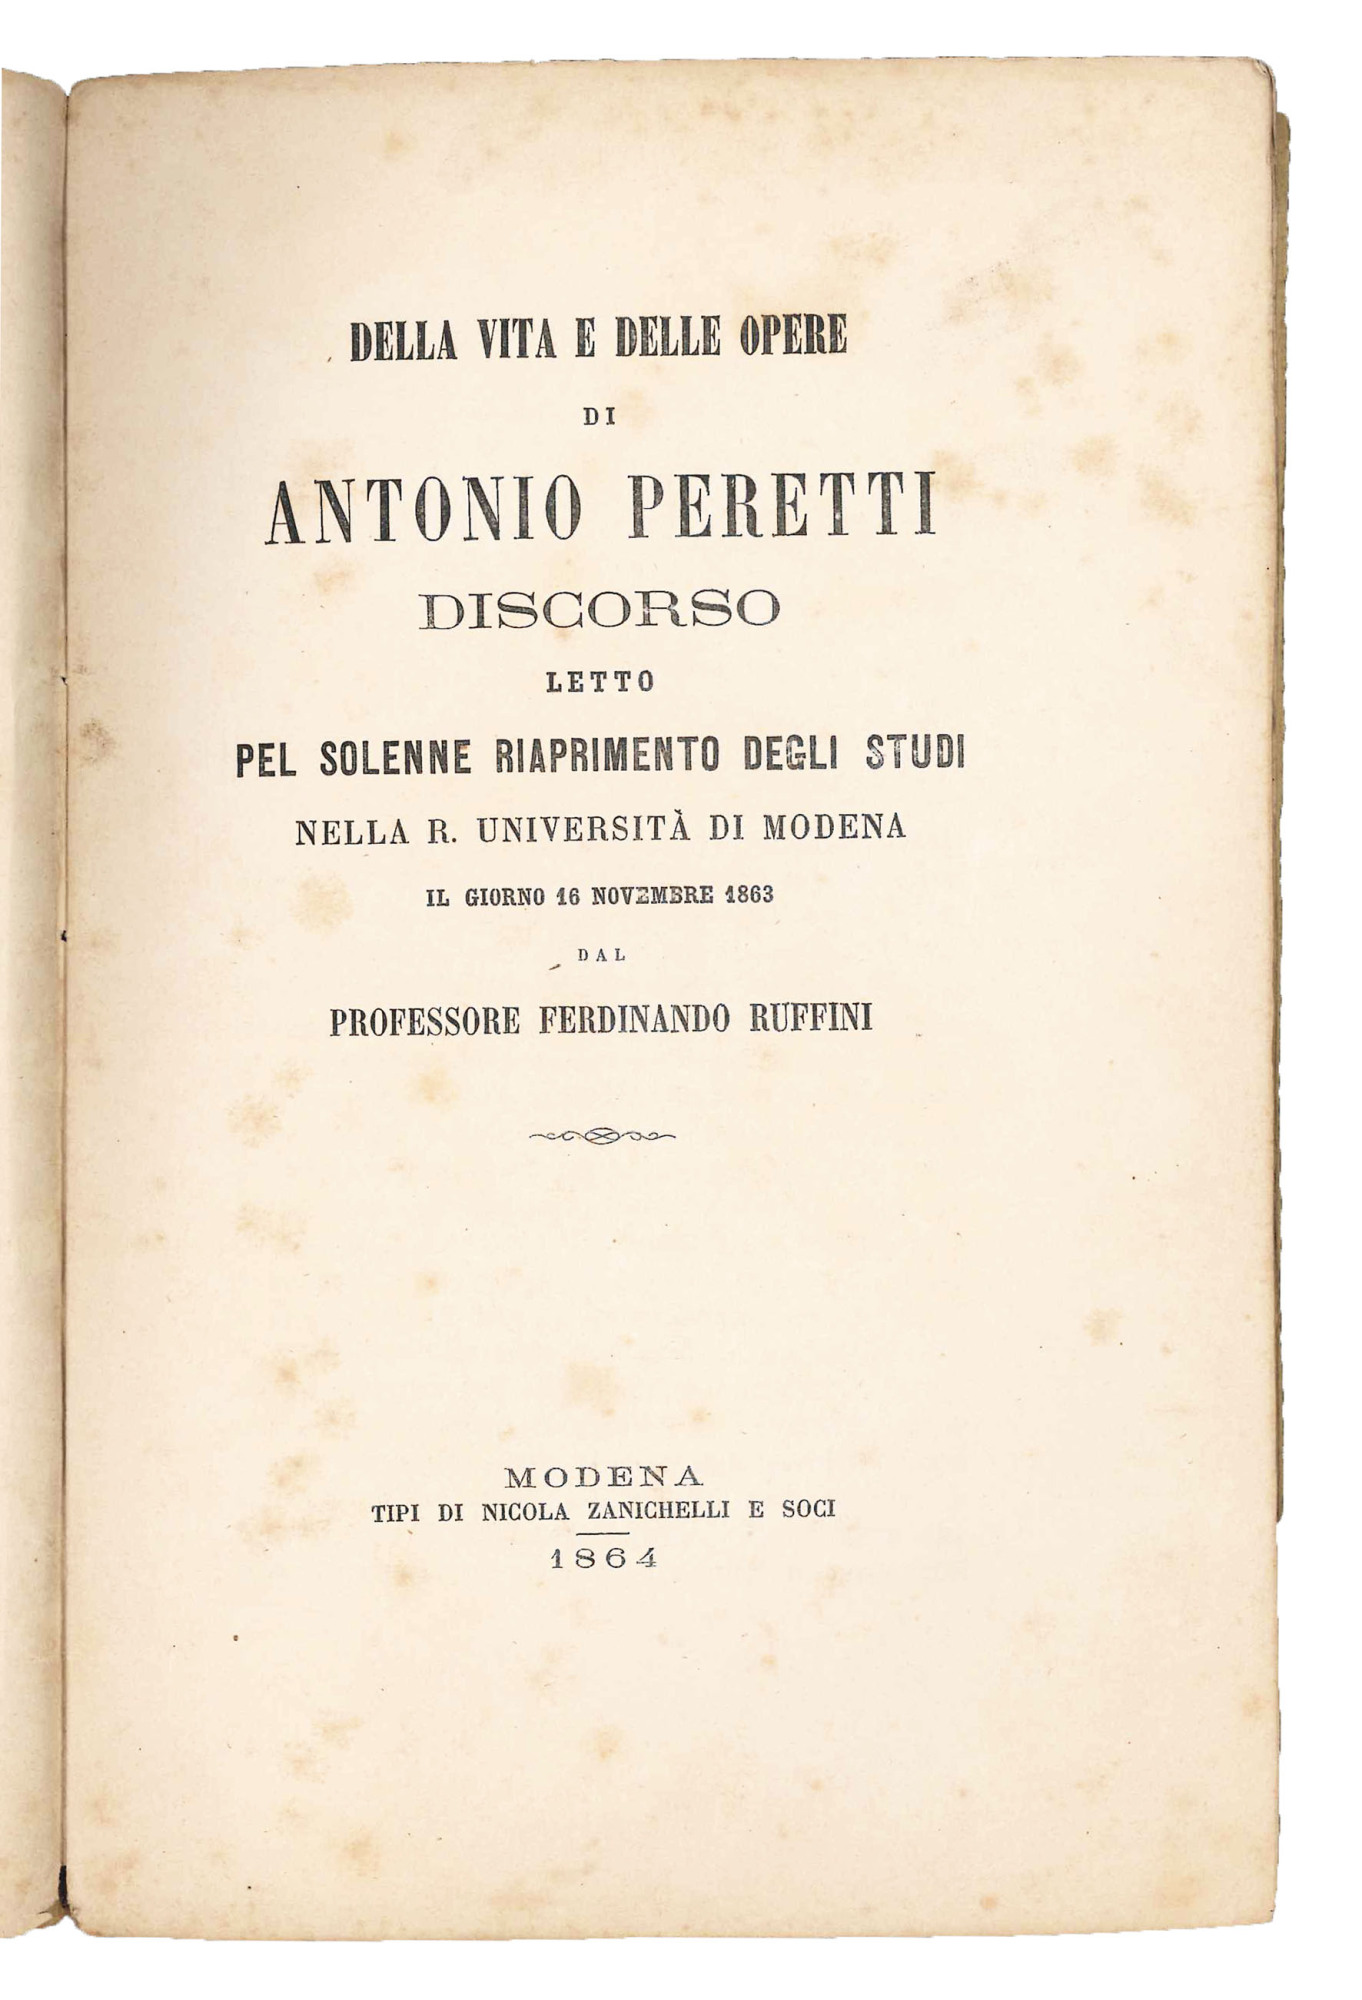 DELLA VITA E DELLE OPERE
DI
ANTONIO PERETTI
DISCORSO
LETTO
PEL SOLENNE RIAPRIMENTO DEGLI STUDI
NELLA R. UNIVERSITÀ DI MODENA
IL GIORNO 16 NOVEMBRE 1863
DAL
PROFESSORE FERDINANDO RUFFINI
MODENA
TIPI DI NICOLA ZANICHELLI E SOCI
1864